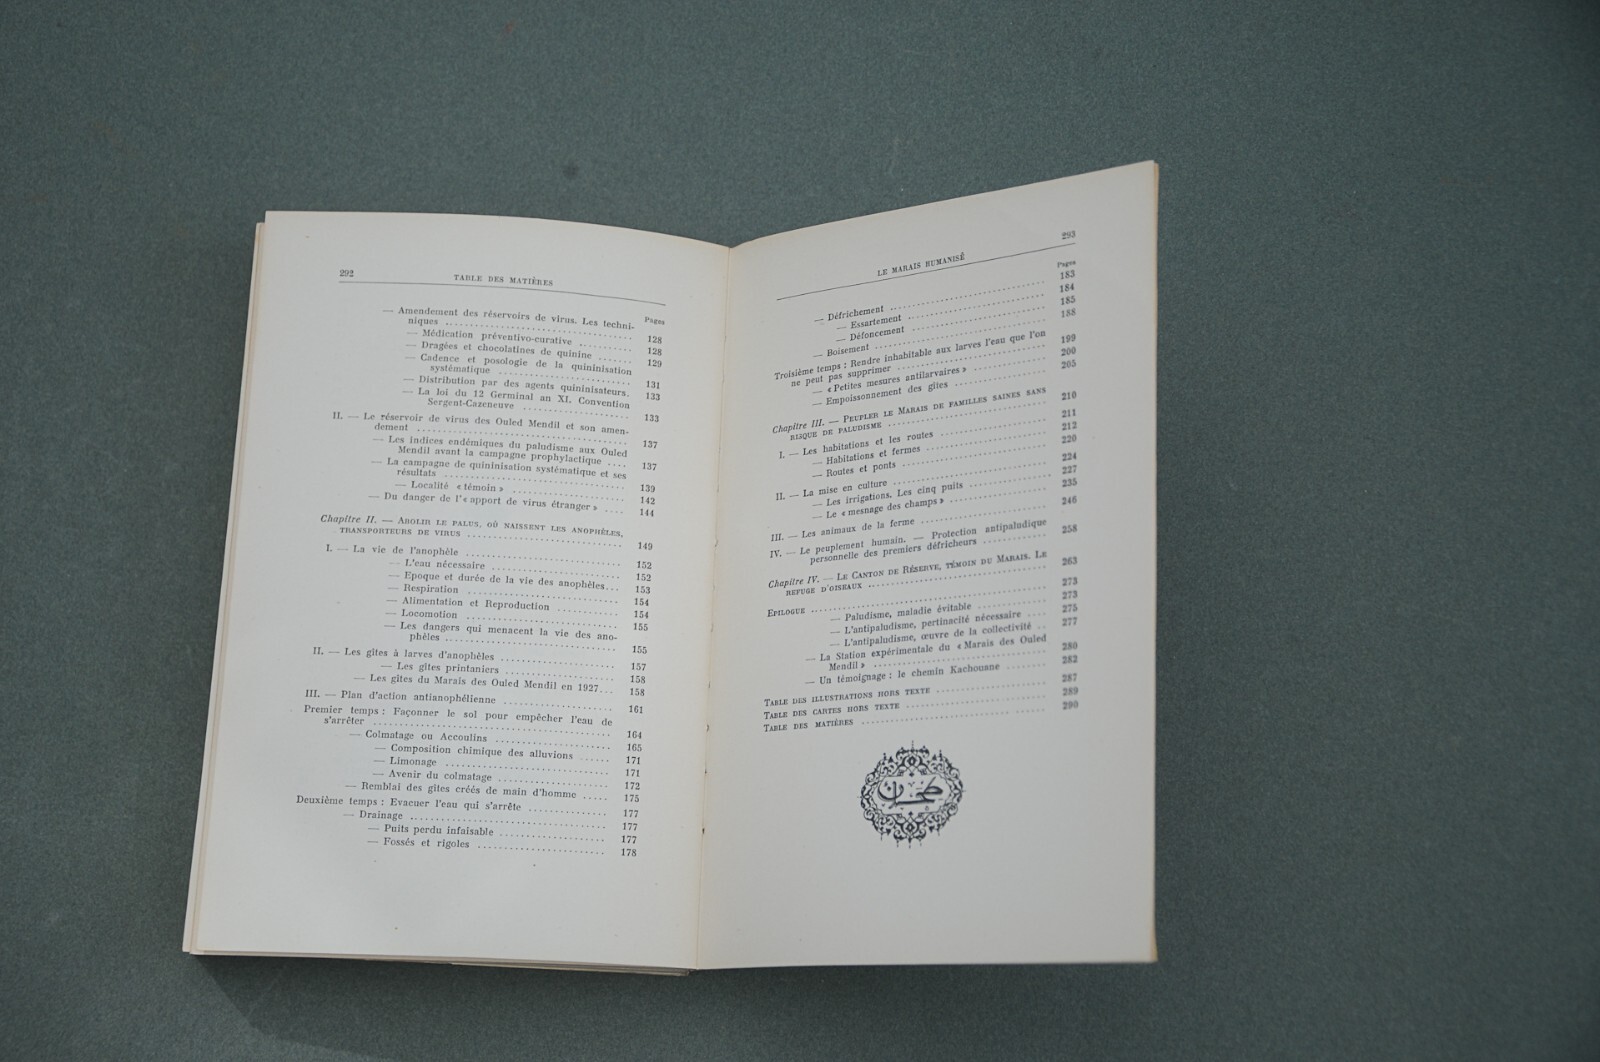 292
TABLE DES MATIÈRES
Pages
— Amendement des réservoirs de virus. Les techni-
niques ........ 128
— Médication préventivo-curative ........ 128
— Dragées et chocolatines de quinine ........ 129
— Cadence et posologie de la quininisation
systématique ........ 131
— Distribution par des agents quininisateurs. 133
— La loi du 12 Germinal an XI. Convention
Sergent-Cazeneuve ........ 133
II. — Le réservoir de virus des Ouled Mendil et son amen-
dement ........ 137
— Les indices endémiques du paludisme aux Ouled
Mendil avant la campagne prophylactique .... 137
— La campagne de quininisation systématique et ses
résultats ........ 139
— Localité « témoin » ........ 142
— Du danger de l'« apport de virus étranger » .... 144
Chapitre II. — ABOLIR LE PALUS, OÙ NAISSENT LES ANOPHÈLES,
TRANSPORTEURS DE VIRUS ........ 149
I. — La vie de l'anophèle ........ 152
— L'eau nécessaire ........ 152
— Epoque et durée de la vie des anophèles... 153
— Respiration ........ 154
— Alimentation et Reproduction ........ 154
— Locomotion ........ 155
— Les dangers qui menacent la vie des ano-
phèles ........ 155
II. — Les gîtes à larves d'anophèles ........ 157
— Les gîtes printaniers ........ 158
— Les gîtes du Marais des Ouled Mendil en 1927... 158
III. — Plan d'action antianophélienne ........ 161
Premier temps : Façonner le sol pour empêcher l'eau de
s'arrêter ........ 164
— Colmatage ou Accoulins ........ 165
— Composition chimique des alluvions ...... 171
— Limonage ........ 171
— Avenir du colmatage ........ 172
— Remblai des gîtes créés de main d'homme ..... 175
Deuxième temps : Evacuer l'eau qui s'arrête ........ 177
— Drainage ........ 177
— Puits perdu infaisable ........ 177
— Fossés et rigoles ........ 178
293
LE MARAIS HUMANISÉ
Pages
— Défrichement ........ 183
— Essartement ........ 184
— Défoncement ........ 185
— Boisement ........ 188
Troisième temps : Rendre inhabitable aux larves l'eau que l'on
ne peut pas supprimer ........ 199
— « Petites mesures antilarvaires » ........ 200
— Empoissonnement des gîtes ........ 205
Chapitre III. — PEUPLER LE MARAIS DE FAMILLES SAINES SANS
RISQUE DE PALUDISME ........ 210
I. — Les habitations et les routes ........ 211
— Habitations et fermes ........ 212
— Routes et ponts ........ 220
II. — La mise en culture ........ 224
— Les irrigations. Les cinq puits ........ 227
— Le « mesnage des champs » ........ 235
III. — Les animaux de la ferme ........ 246
IV. — Le peuplement humain. — Protection antipaludique
personnelle des premiers défricheurs ........ 258
Chapitre IV. — LE CANTON DE RÉSERVE, TÉMOIN DU MARAIS. LE
REFUGE D'OISEAUX ........ 263
EPILOGUE ........ 273
— Paludisme, maladie évitable ........ 273
— L'antipaludisme, pertinacité nécessaire .... 275
— L'antipaludisme, œuvre de la collectivité .. 277
— La Station expérimentale du « Marais des Ouled
Mendil » ........ 280
— Un témoignage : le chemin Kachouane ........ 282
TABLE DES ILLUSTRATIONS HORS TEXTE ........ 287
TABLE DES CARTES HORS TEXTE ........ 289
TABLE DES MATIÈRES ........ 290